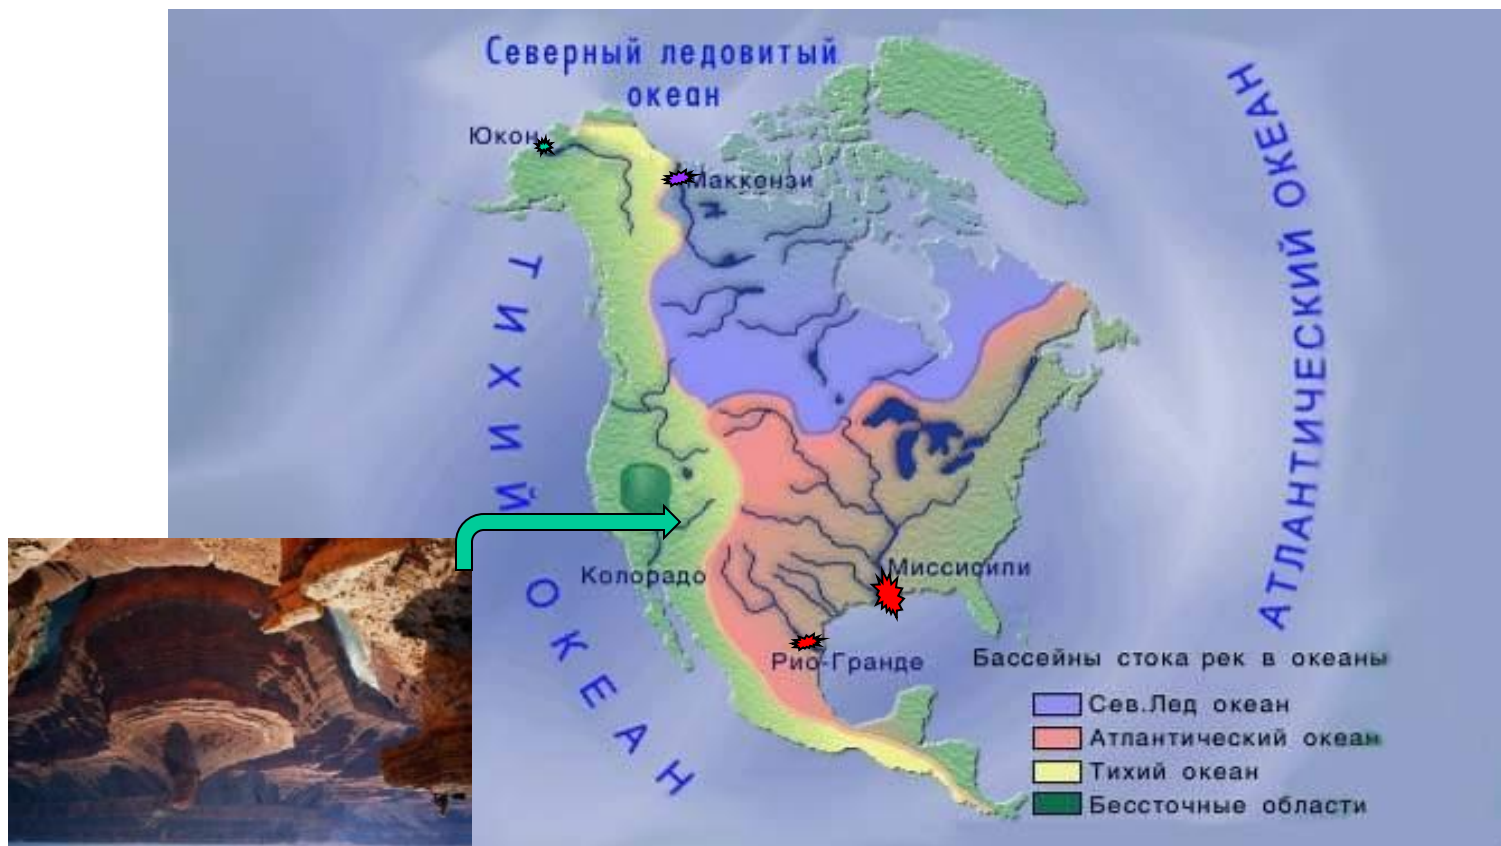 Северный ледовитый
океан
Юкон
Маккензи
ТИХИЙ ОКЕАН
АТЛАНТИЧЕСКИЙ ОКЕАН
Миссисипи
Колорадо
Рио-Гранде
Бассейны стока рек в океаны
Сев.Лед океан
Атлантический океан
Тихий океан
Бессточные области